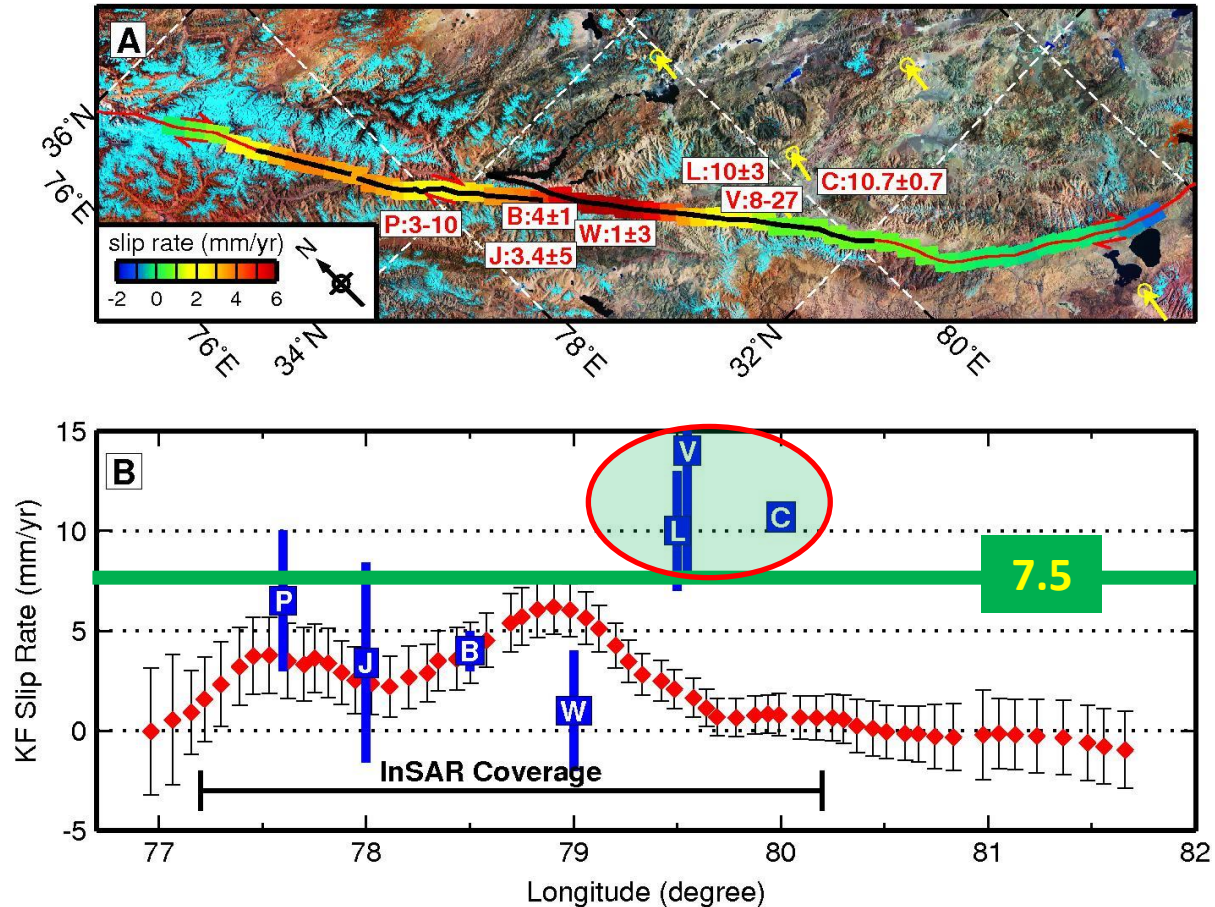 A
36°N
76°E
L:10±3
C:10.7±0.7
V:8-27
P:3-10
B:4±1
W:1±3
J:3.4±5
slip rate (mm/yr)
N
-2 0 2 4 6
76°E
34°N
78°E
32°N
80°E
B
KF Slip Rate (mm/yr)
15
10
5
0
-5
V
L
C
7.5
P
J
B
W
InSAR Coverage
77 78 79 80 81 82
Longitude (degree)